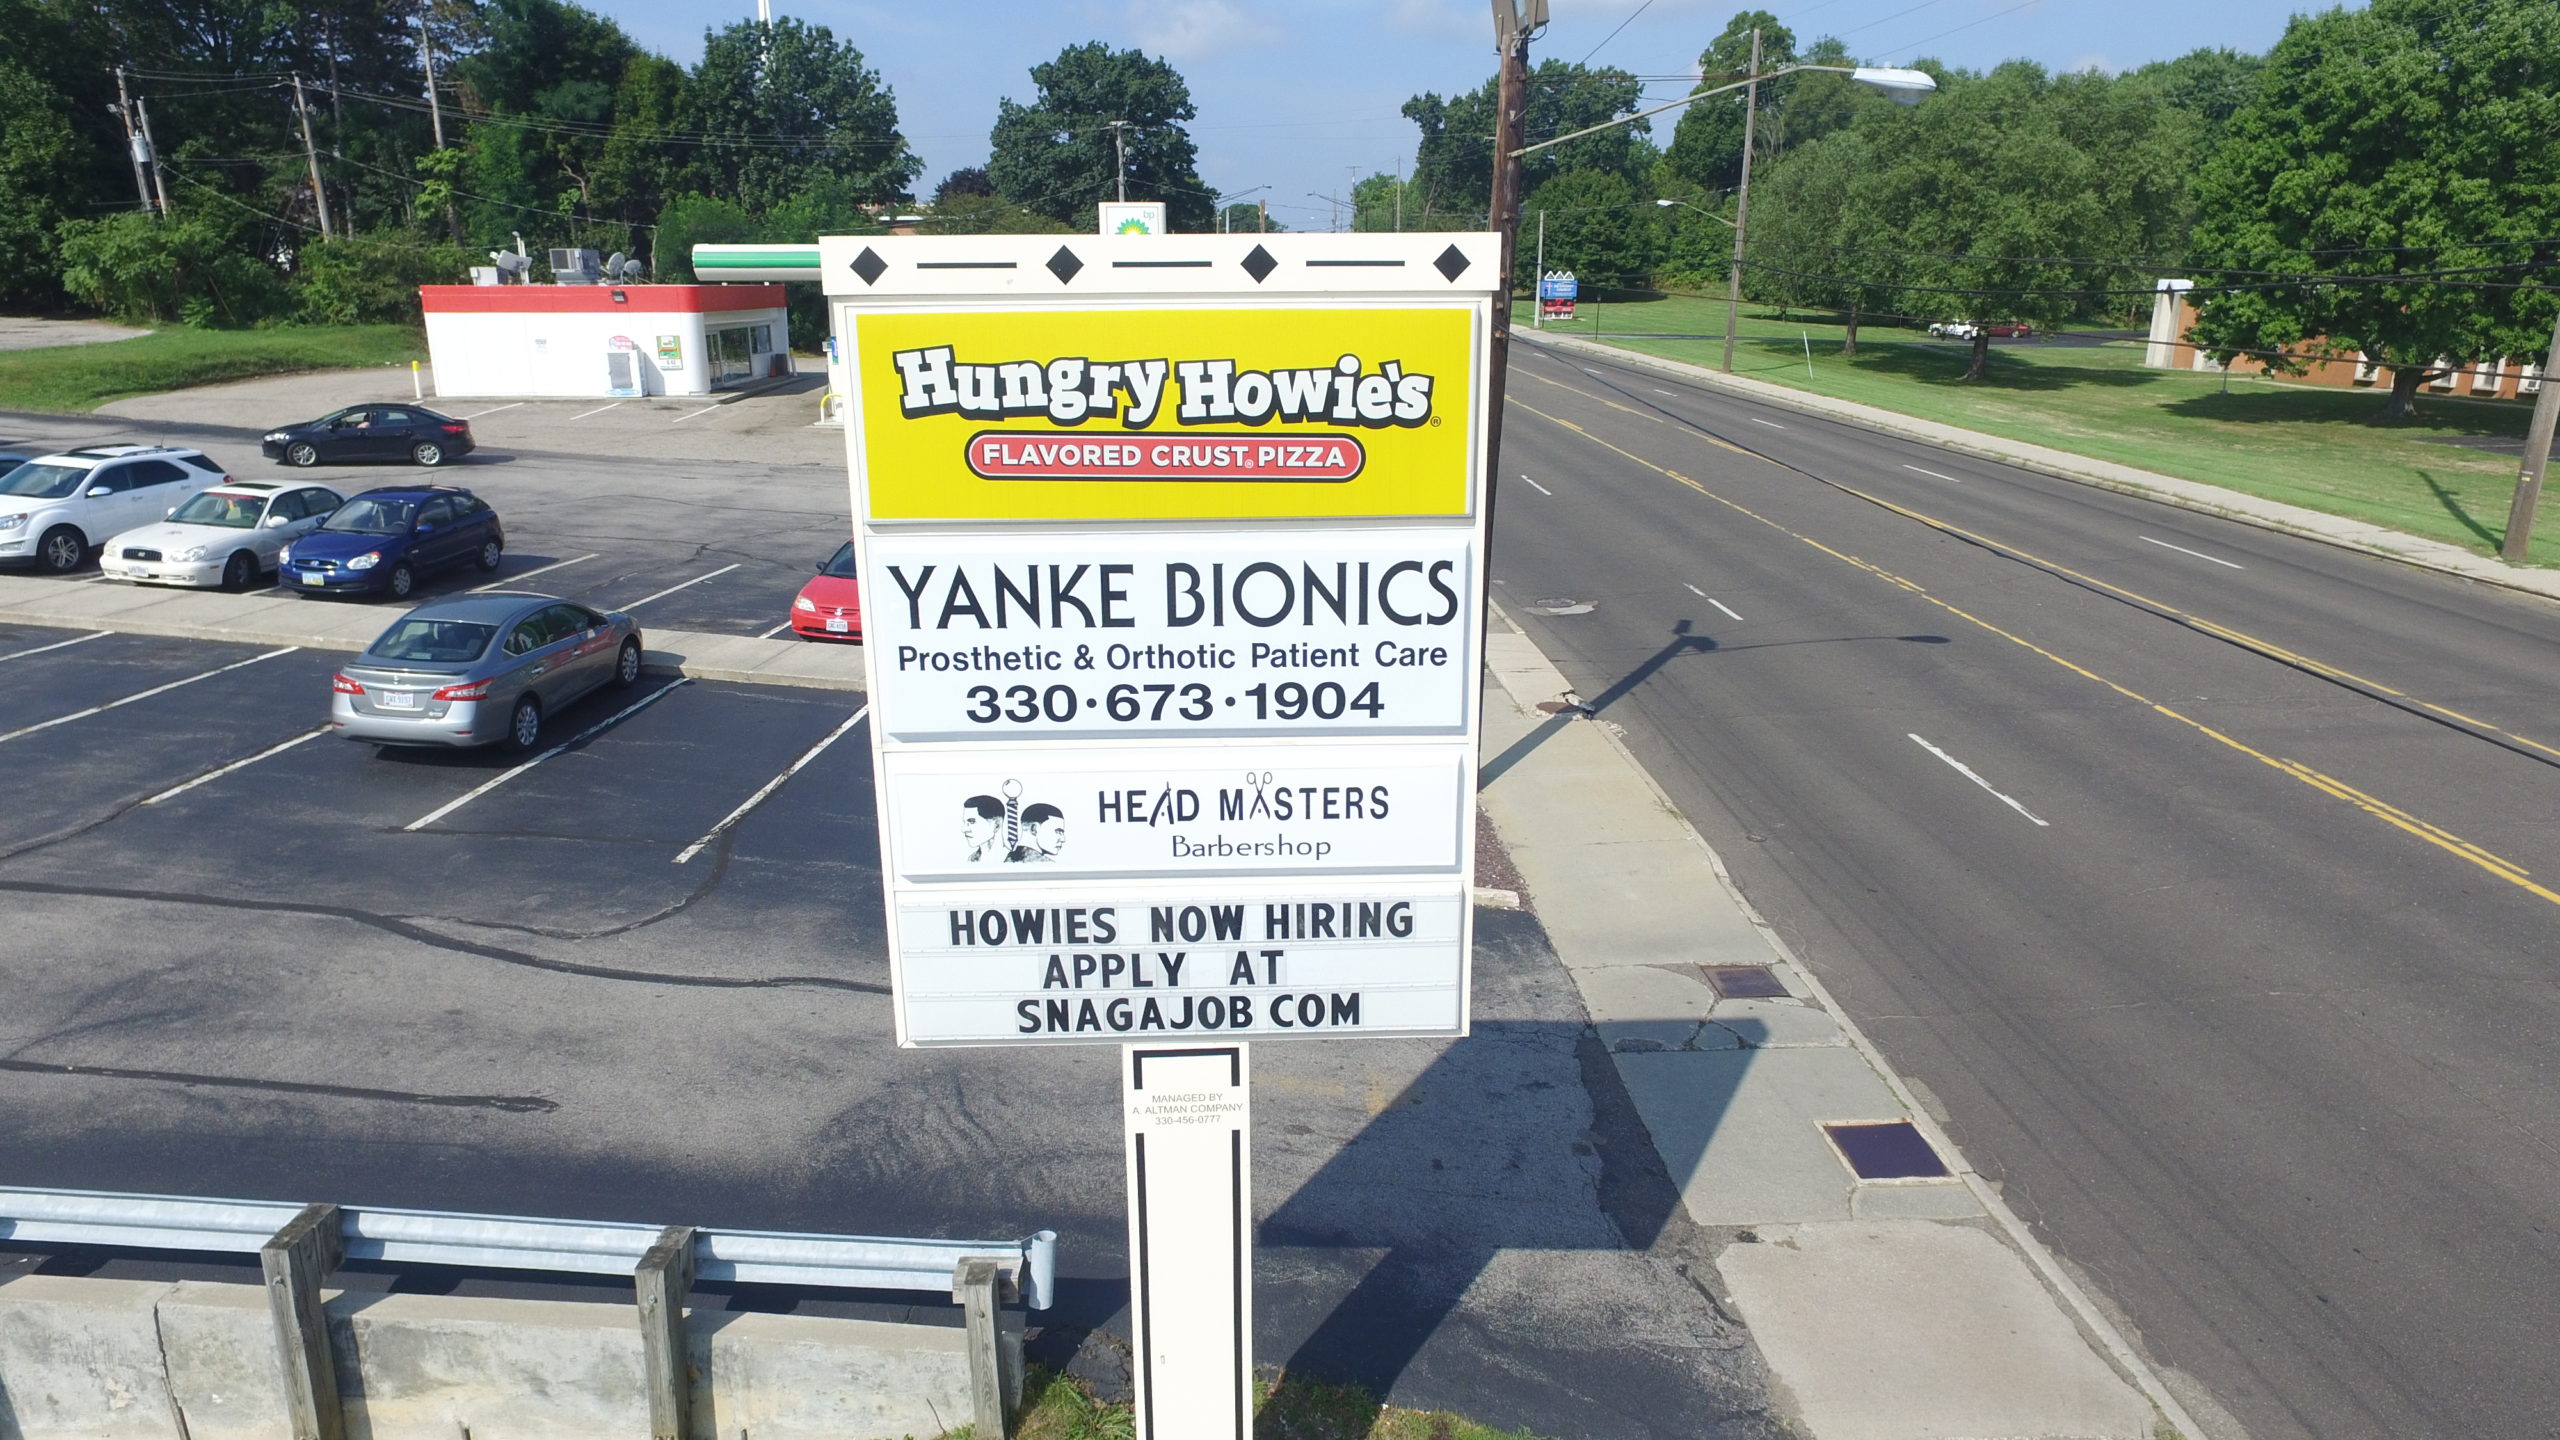 bp
Hungry Howie's®
FLAVORED CRUST® PIZZA
YANKE BIONICS
Prosthetic & Orthotic Patient Care
330·673·1904
HEAD MASTERS
Barbershop
HOWIES NOW HIRING
APPLY AT
SNAGAJOB COM
MANAGED BY
A. ALTMAN COMPANY
330-456-0777